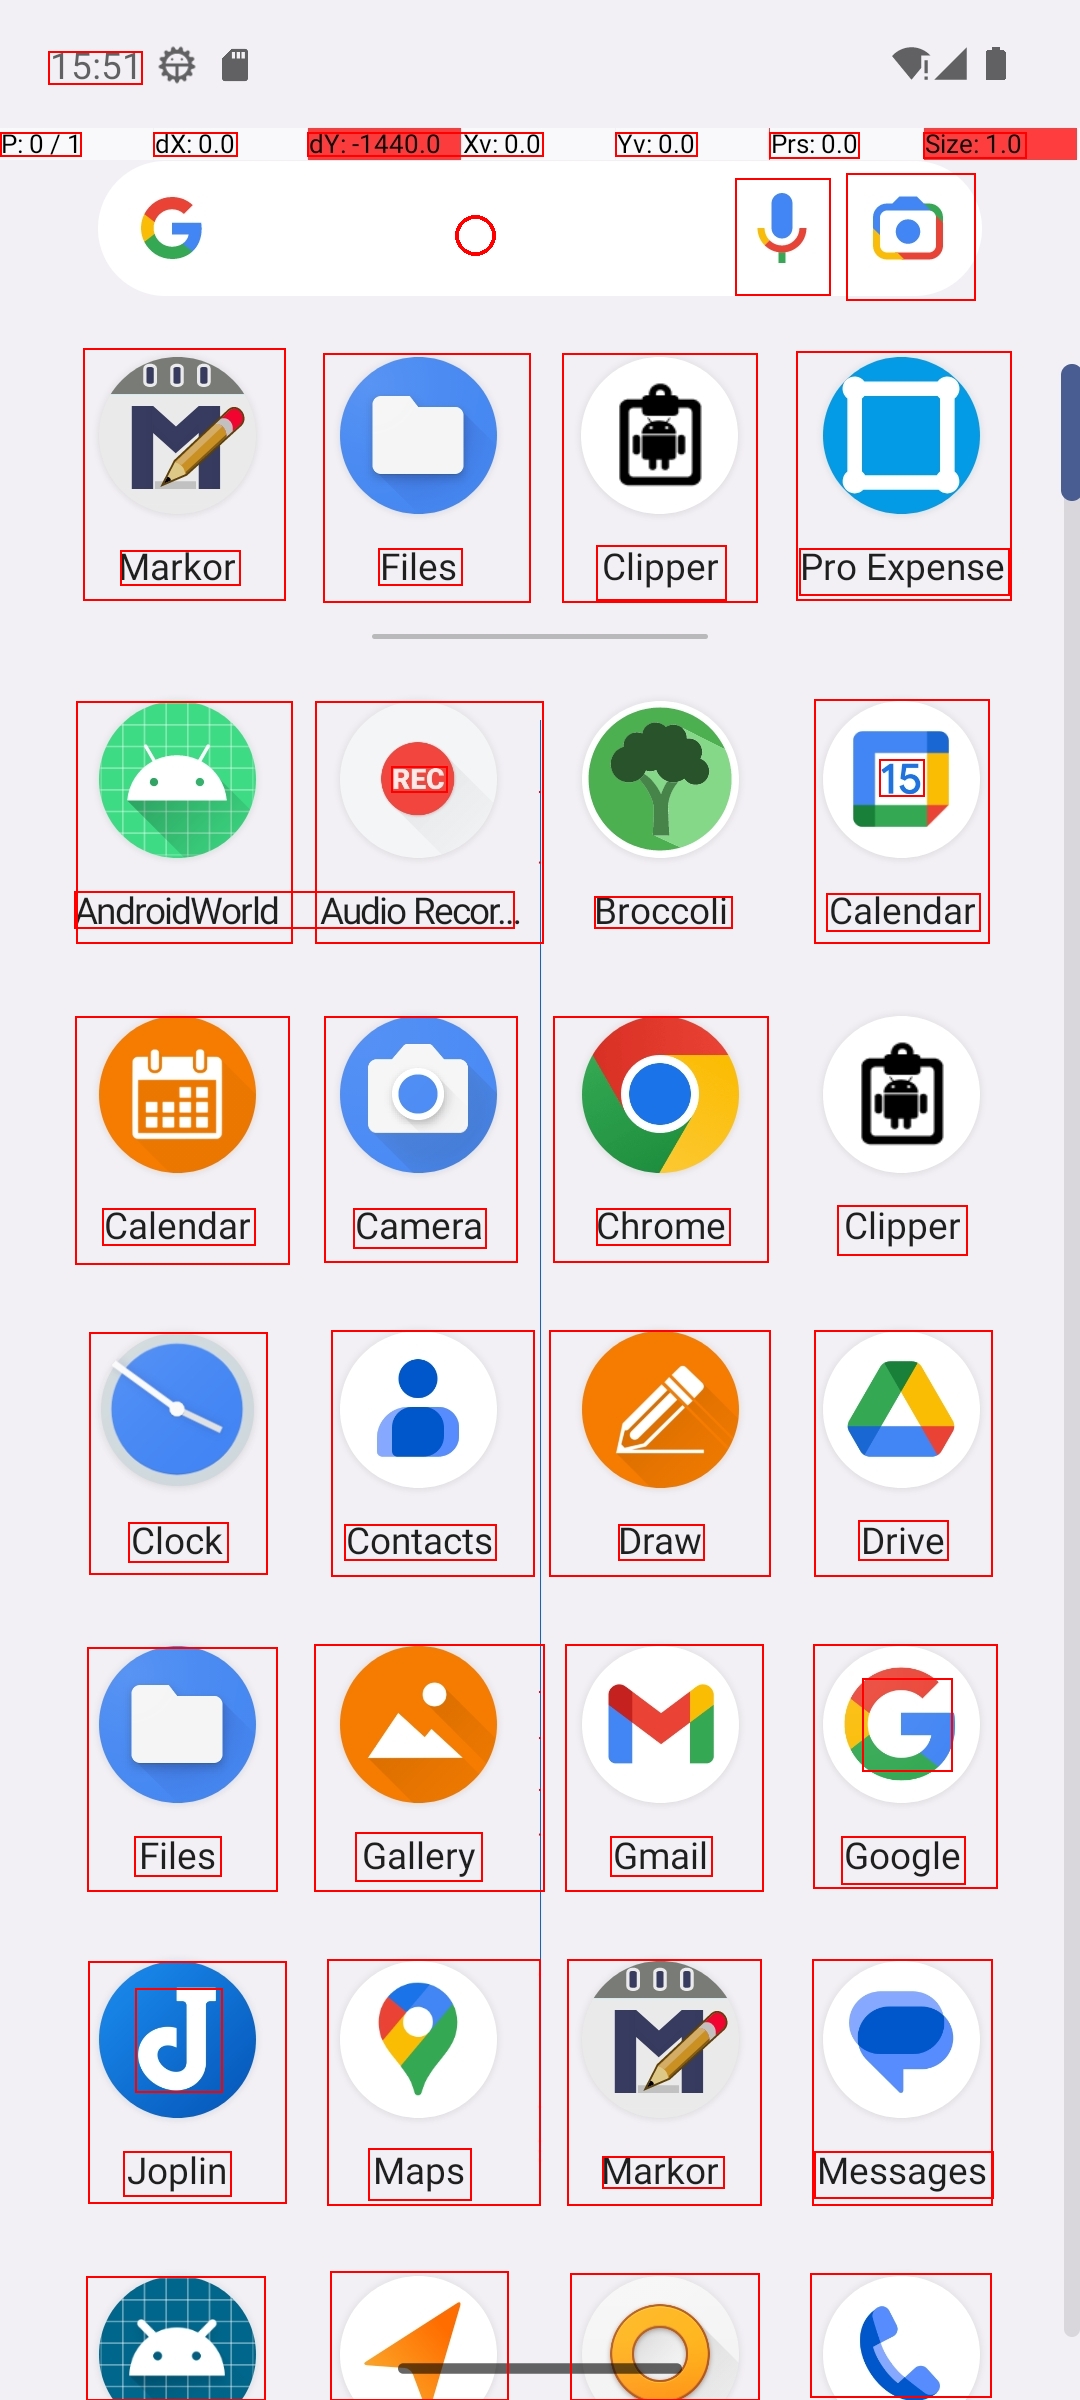 15:51
P: 0 / 1 dX: 0.0 dY: -1440.0 Xv: 0.0 Yv: 0.0 Prs: 0.0 Size: 1.0
Markor Files Clipper Pro Expense
REC 15
AndroidWorld Audio Recor... Broccoli Calendar
Calendar Camera Chrome Clipper
Clock Contacts Draw Drive
Files Gallery Gmail Google
Joplin Maps Markor Messages